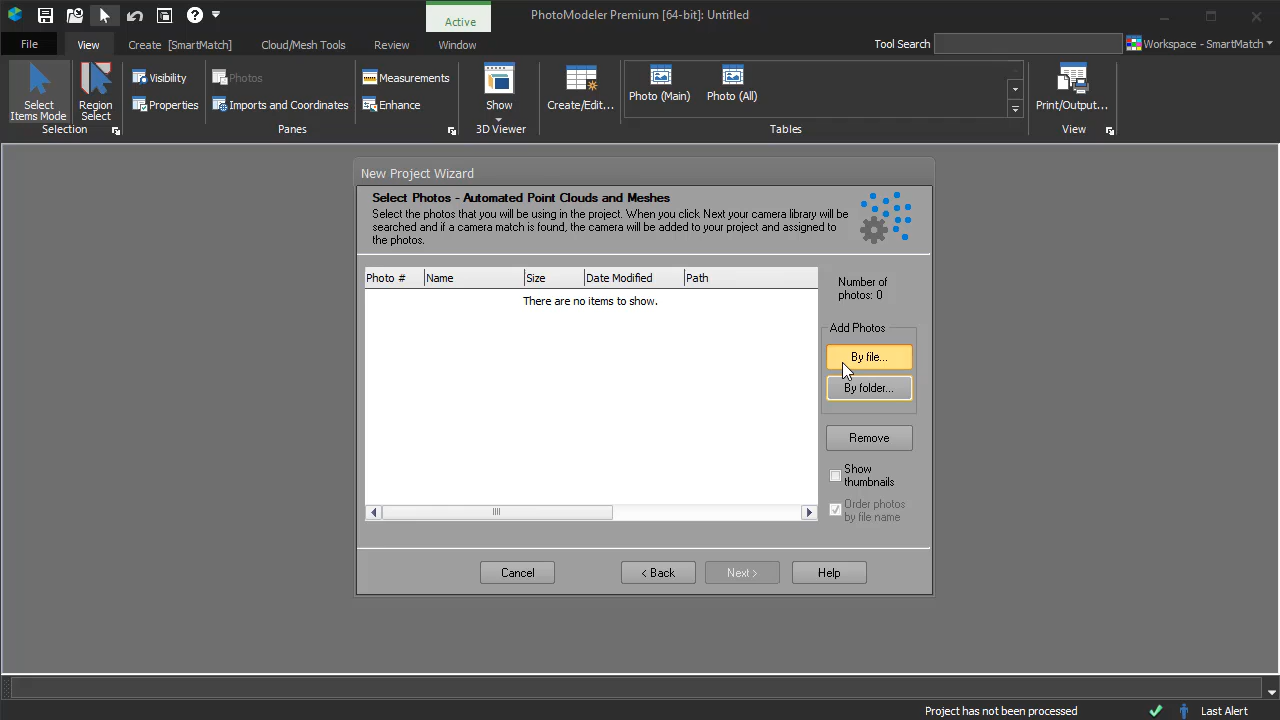 PhotoModeler Premium [64-bit]: Untitled
Active
File
View
Create [SmartMatch]
Cloud/Mesh Tools
Review
Window
Tool Search
Workspace - SmartMatch
Select
Items Mode
Region
Select
Selection
Visibility
Properties
Photos
Imports and Coordinates
Panes
Measurements
Enhance
Show
3D Viewer
Create/Edit...
Photo (Main)
Photo (All)
Tables
Print/Output...
View
New Project Wizard
Select Photos - Automated Point Clouds and Meshes
Select the photos that you will be using in the project. When you click Next your camera library will be
searched and if a camera match is found, the camera will be added to your project and assigned to
the photos.
Photo # Name Size Date Modified Path
There are no items to show.
Number of
photos: 0
Add Photos
By file...
By folder...
Remove
Show
thumbnails
Order photos
by file name
Cancel
< Back
Next >
Help
Project has not been processed
Last Alert